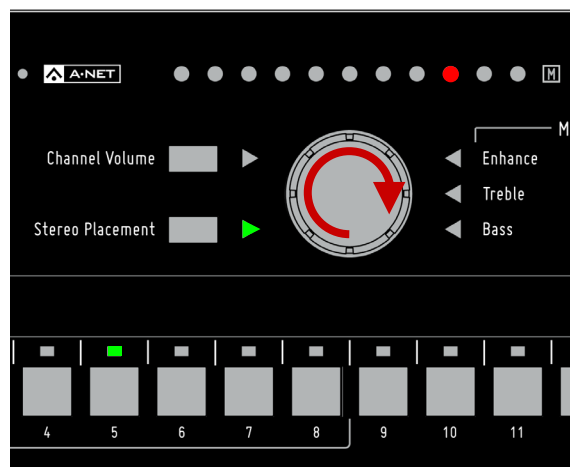 A•NET
M
M
Channel Volume
Enhance
Treble
Stereo Placement
Bass
4 5 6 7 8 9 10 11